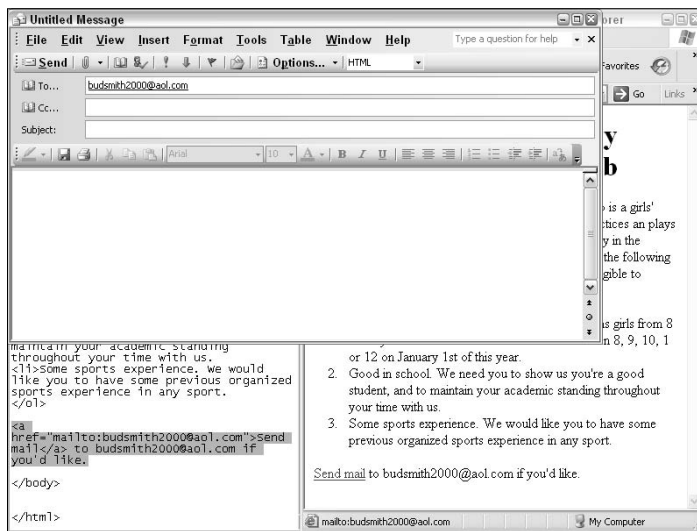 Untitled Message
orer
File Edit View Insert Format Tools Table Window Help
Type a question for help
Send Options... HTML
avorites
To... budsmith2000@aol.com
Go Links
Cc...
Subject:
Arial 10 A B I U
y
b
is a girls'
ctices an plays
y in the
the following
gible to
s girls from 8
n 8, 9, 10, 1
or 12 on January 1st of this year.
2. Good in school. We need you to show us you're a good
student, and to maintain your academic standing throughout
your time with us.
3. Some sports experience. We would like you to have some
previous organized sports experience in any sport.
Send mail to budsmith2000@aol.com if you'd like.
maintain your academic standing
throughout your time with us.
<li>Some sports experience. We would
like you to have some previous organized
sports experience in any sport.
</ol>
<a
href="mailto:budsmith2000@aol.com">Send
mail</a> to budsmith2000@aol.com if
you'd like.
</body>
</html>
mailto:budsmith2000@aol.com
My Computer